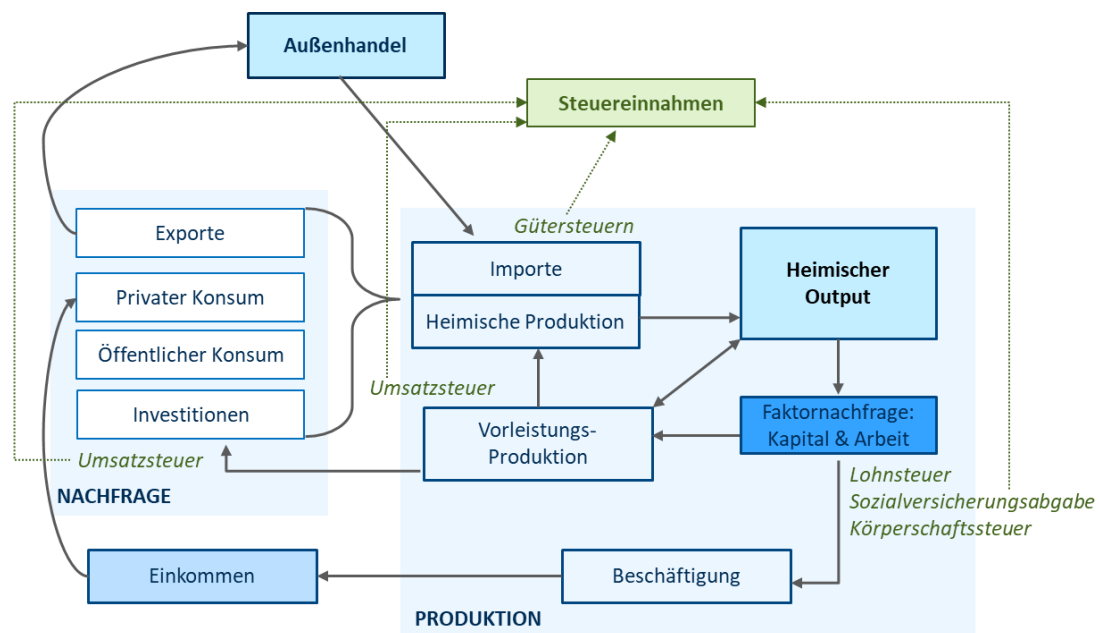 Außenhandel
Steuereinnahmen
Gütersteuern
Exporte
Privater Konsum
Öffentlicher Konsum
Investitionen
Umsatzsteuer
NACHFRAGE
Importe
Heimische Produktion
Heimischer
Output
Umsatzsteuer
Vorleistungs-
Produktion
Faktornachfrage:
Kapital & Arbeit
Lohnsteuer
Sozialversicherungsabgabe
Körperschaftssteuer
Einkommen
Beschäftigung
PRODUKTION